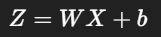 Z = WX + b